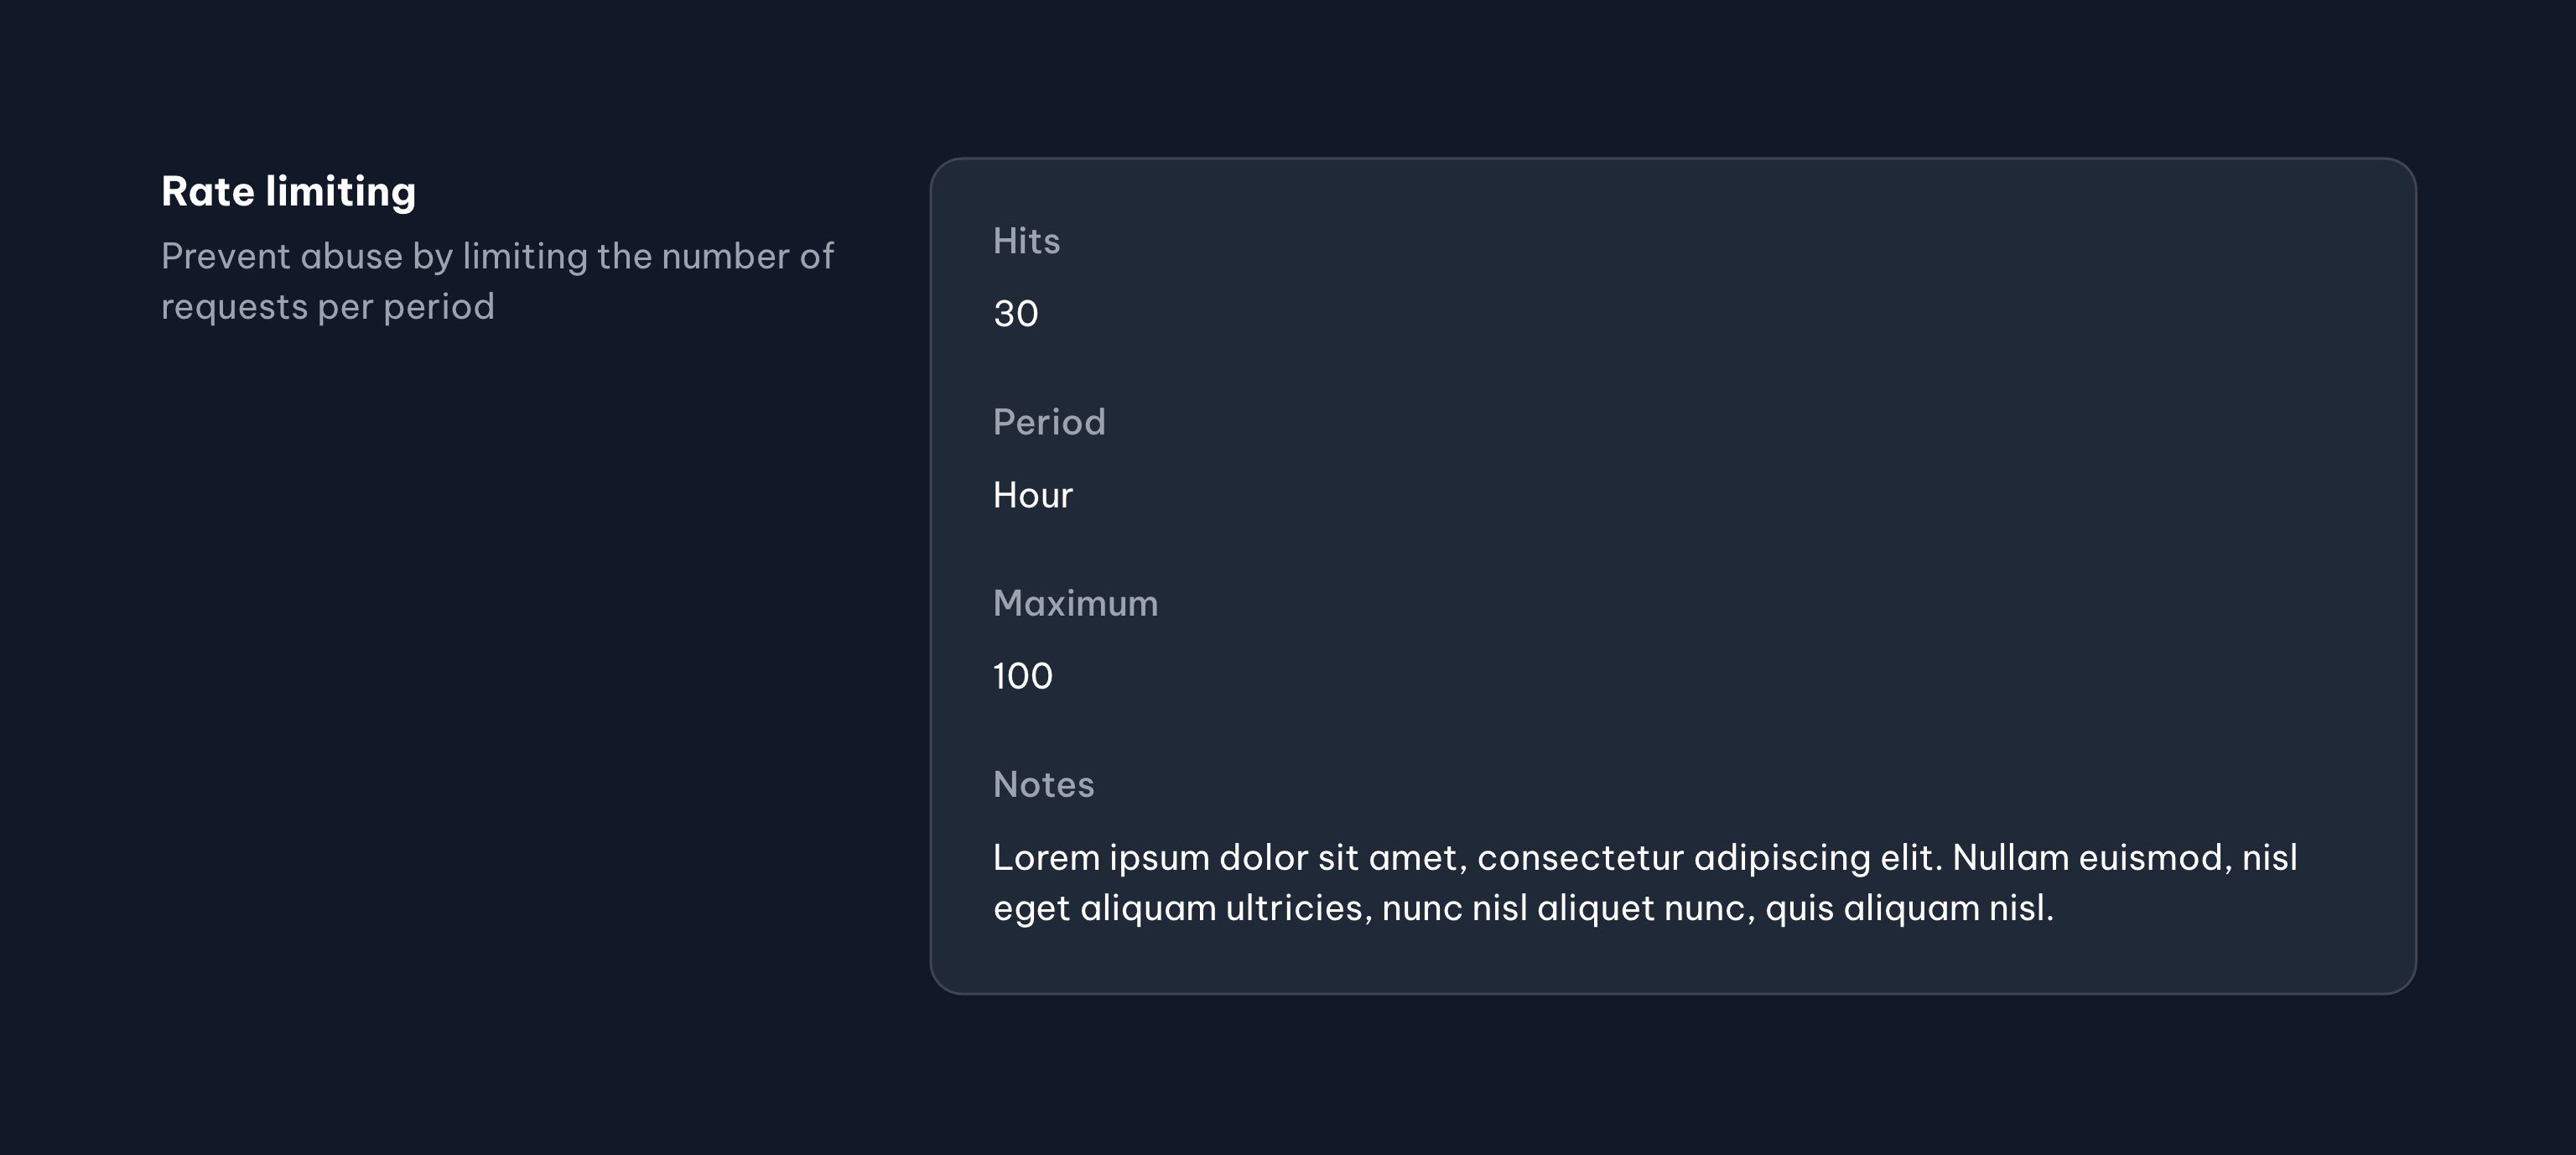 Rate limiting
Prevent abuse by limiting the number of
requests per period
Hits
30
Period
Hour
Maximum
100
Notes
Lorem ipsum dolor sit amet, consectetur adipiscing elit. Nullam euismod, nisl
eget aliquam ultricies, nunc nisl aliquet nunc, quis aliquam nisl.